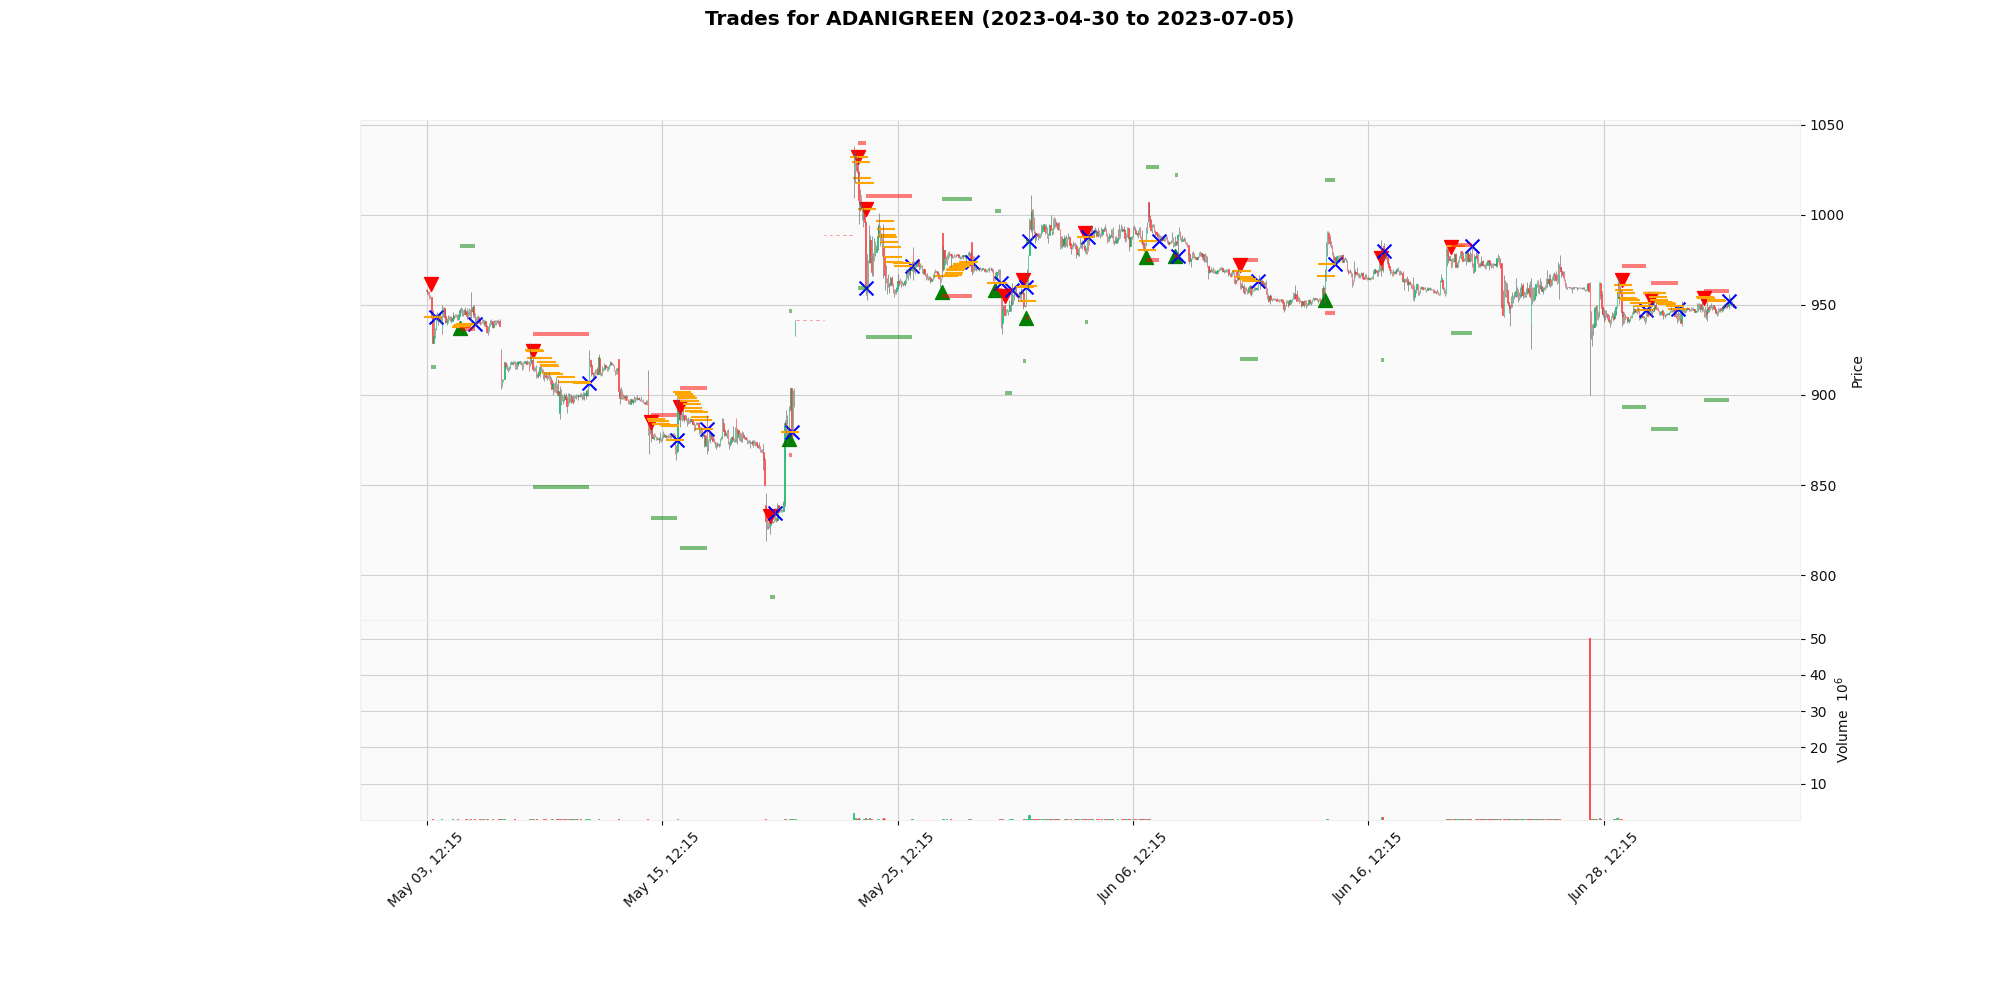 Trades for ADANIGREEN (2023-04-30 to 2023-07-05)
1050
1000
950
900
850
800
Price
50
40
30
20
10
Volume 10⁶
May 03, 12:15
May 15, 12:15
May 25, 12:15
Jun 06, 12:15
Jun 16, 12:15
Jun 28, 12:15